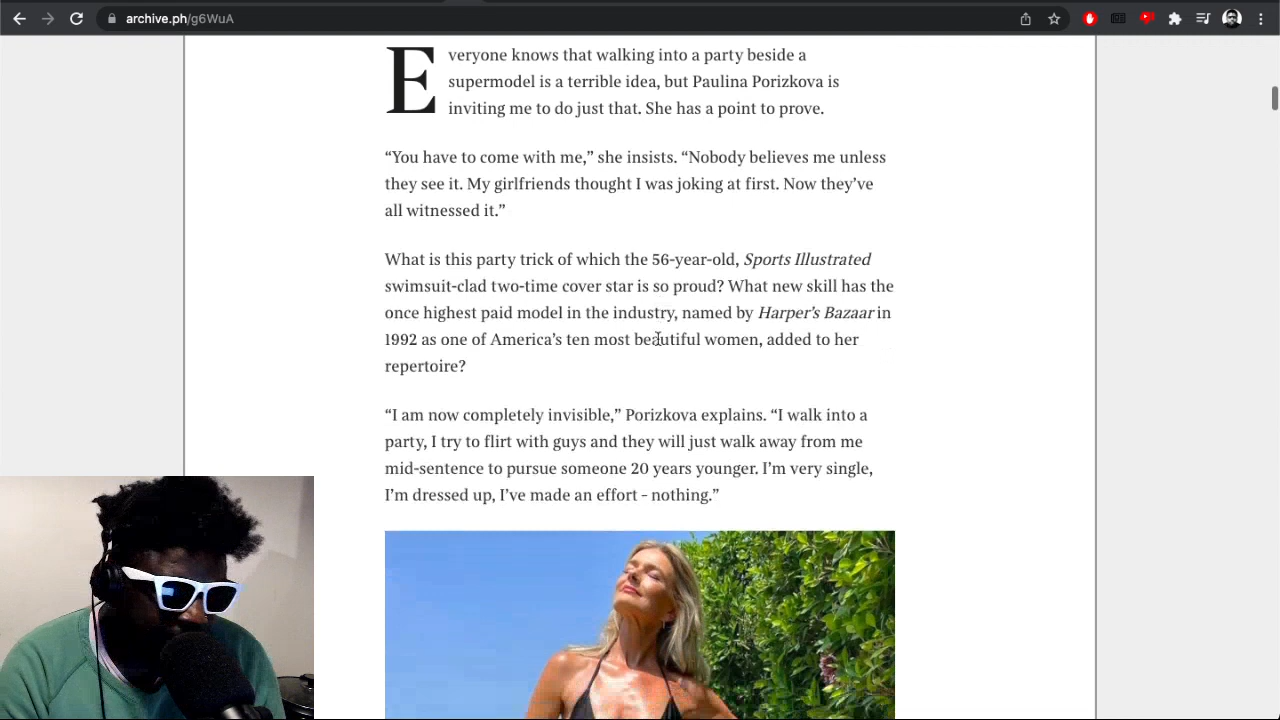 archive.ph/g6WuA
Everyone knows that walking into a party beside a
supermodel is a terrible idea, but Paulina Porizkova is
inviting me to do just that. She has a point to prove.
“You have to come with me,” she insists. “Nobody believes me unless
they see it. My girlfriends thought I was joking at first. Now they’ve
all witnessed it.”
What is this party trick of which the 56-year-old, Sports Illustrated
swimsuit-clad two-time cover star is so proud? What new skill has the
once highest paid model in the industry, named by Harper’s Bazaar in
1992 as one of America’s ten most beautiful women, added to her
repertoire?
“I am now completely invisible,” Porizkova explains. “I walk into a
party, I try to flirt with guys and they will just walk away from me
mid-sentence to pursue someone 20 years younger. I’m very single,
I’m dressed up, I’ve made an effort – nothing.”